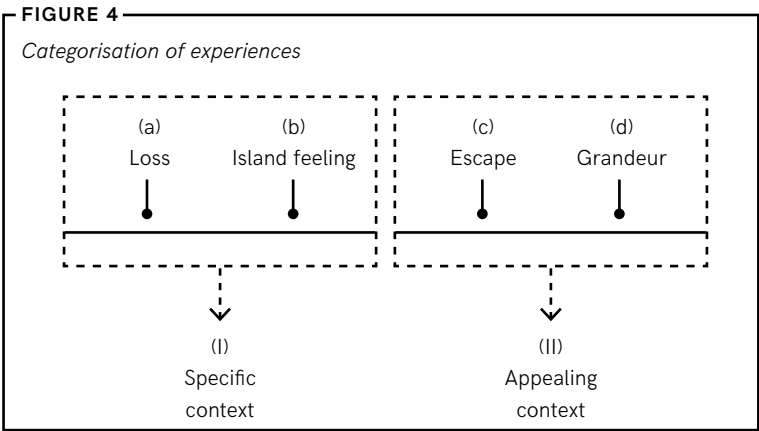 FIGURE 4
Categorisation of experiences
(a) (b) (c) (d)
Loss Island feeling Escape Grandeur
(I) (II)
Specific Appealing
context context